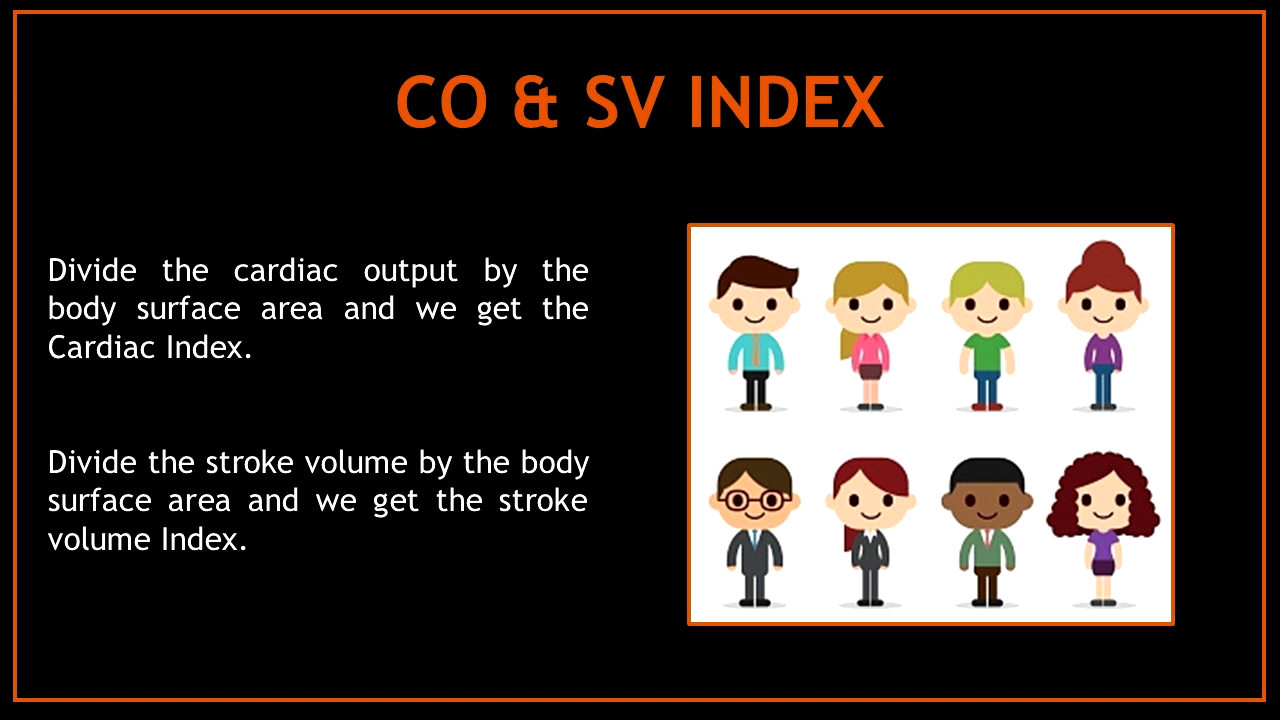 CO & SV INDEX
Divide the cardiac output by the
body surface area and we get the
Cardiac Index.
Divide the stroke volume by the body
surface area and we get the stroke
volume Index.